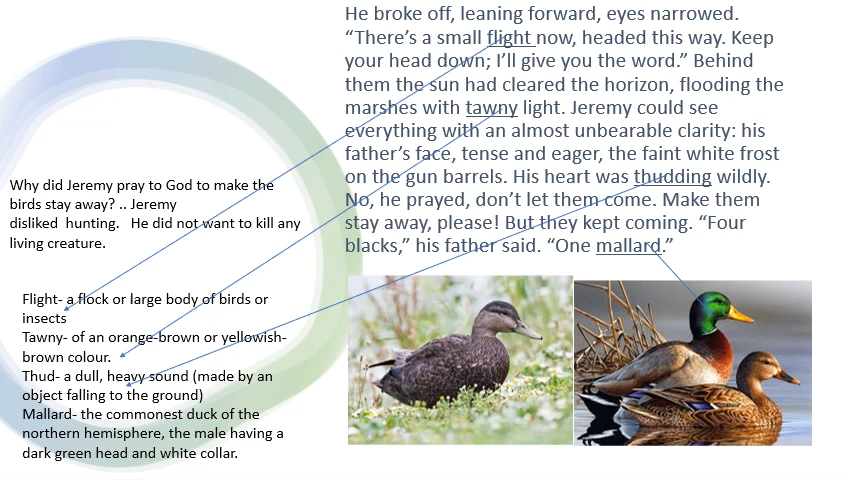 He broke off, leaning forward, eyes narrowed.
“There’s a small flight now, headed this way. Keep
your head down; I’ll give you the word.” Behind
them the sun had cleared the horizon, flooding the
marshes with tawny light. Jeremy could see
everything with an almost unbearable clarity: his
father’s face, tense and eager, the faint white frost
on the gun barrels. His heart was thudding wildly.
No, he prayed, don’t let them come. Make them
stay away, please! But they kept coming. “Four
blacks,” his father said. “One mallard.”
Why did Jeremy pray to God to make the
birds stay away? .. Jeremy
disliked  hunting.   He did not want to kill any
living creature.
Flight- a flock or large body of birds or
insects
Tawny- of an orange-brown or yellowish-
brown colour.
Thud- a dull, heavy sound (made by an
object falling to the ground)
Mallard- the commonest duck of the
northern hemisphere, the male having a
dark green head and white collar.